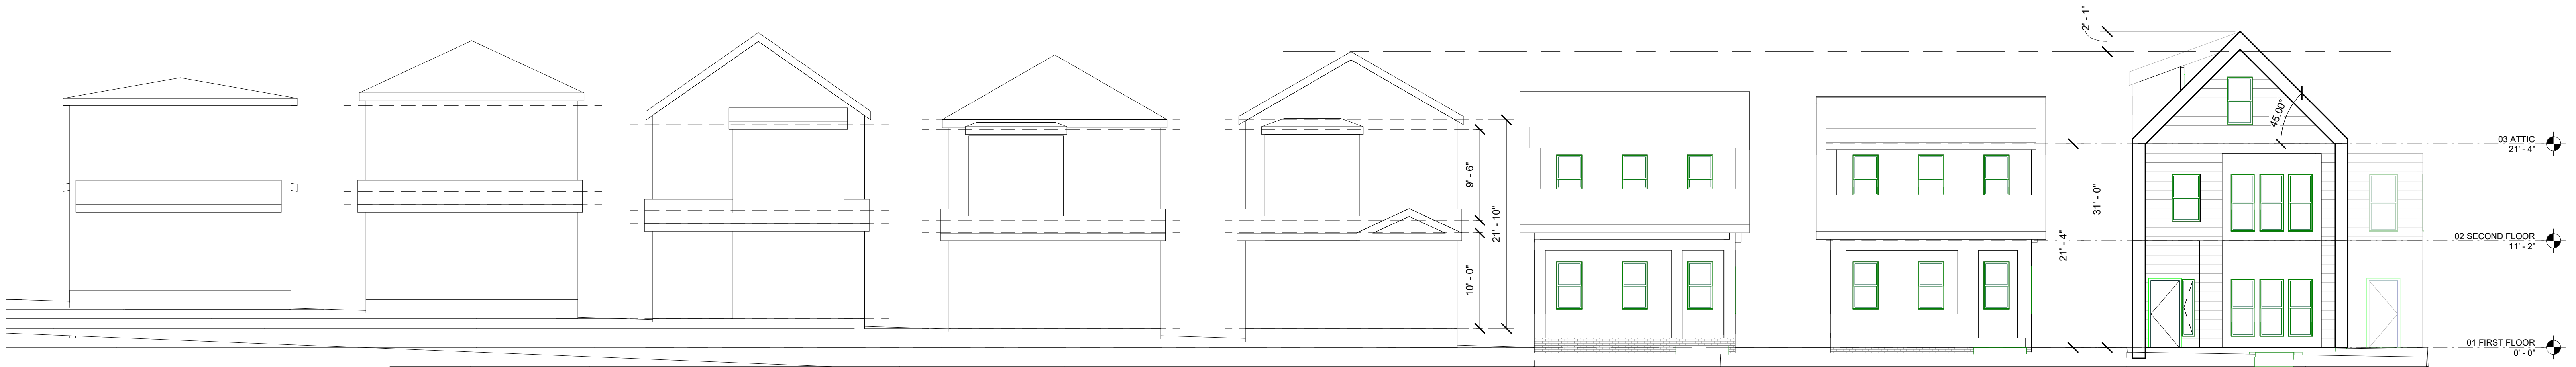 2' - 1"
45.00°
03 ATTIC
21' - 4"
9' - 6"
21' - 10"
31' - 0"
02 SECOND FLOOR
11' - 2"
21' - 4"
10' - 0"
01 FIRST FLOOR
0' - 0"